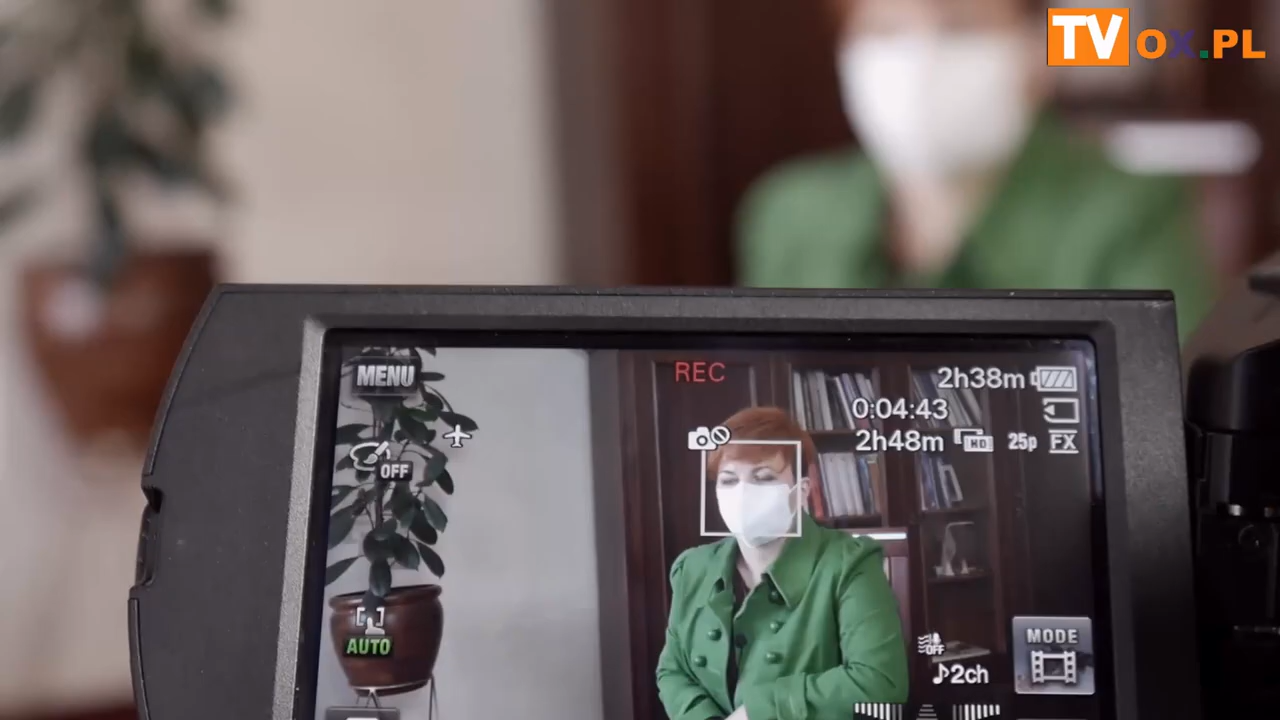 TVOX.PL
MENU
REC
2h38m
0:04:43
2h48m HD 25p FX
OFF
AUTO
OFF
♪2ch
MODE